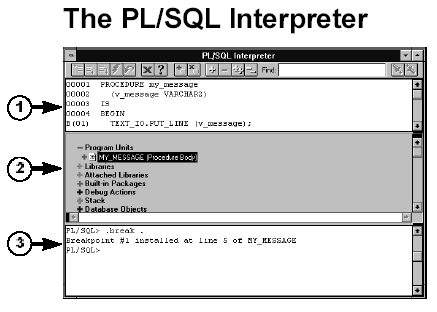 The PL/SQL Interpreter
PL/SQL Interpreter
Find:
1
00001 PROCEDURE my_message
00002 (v_message VARCHAR2)
00003 IS
00004 BEGIN
B(01) TEXT_IO.PUT_LINE (v_message);
2
− Program Units
+ MY_MESSAGE (Procedure Body)
+ Libraries
+ Attached Libraries
+ Built-in Packages
+ Debug Actions
+ Stack
+ Database Objects
3
PL/SQL> .break .
Breakpoint #1 installed at line 5 of MY_MESSAGE
PL/SQL>